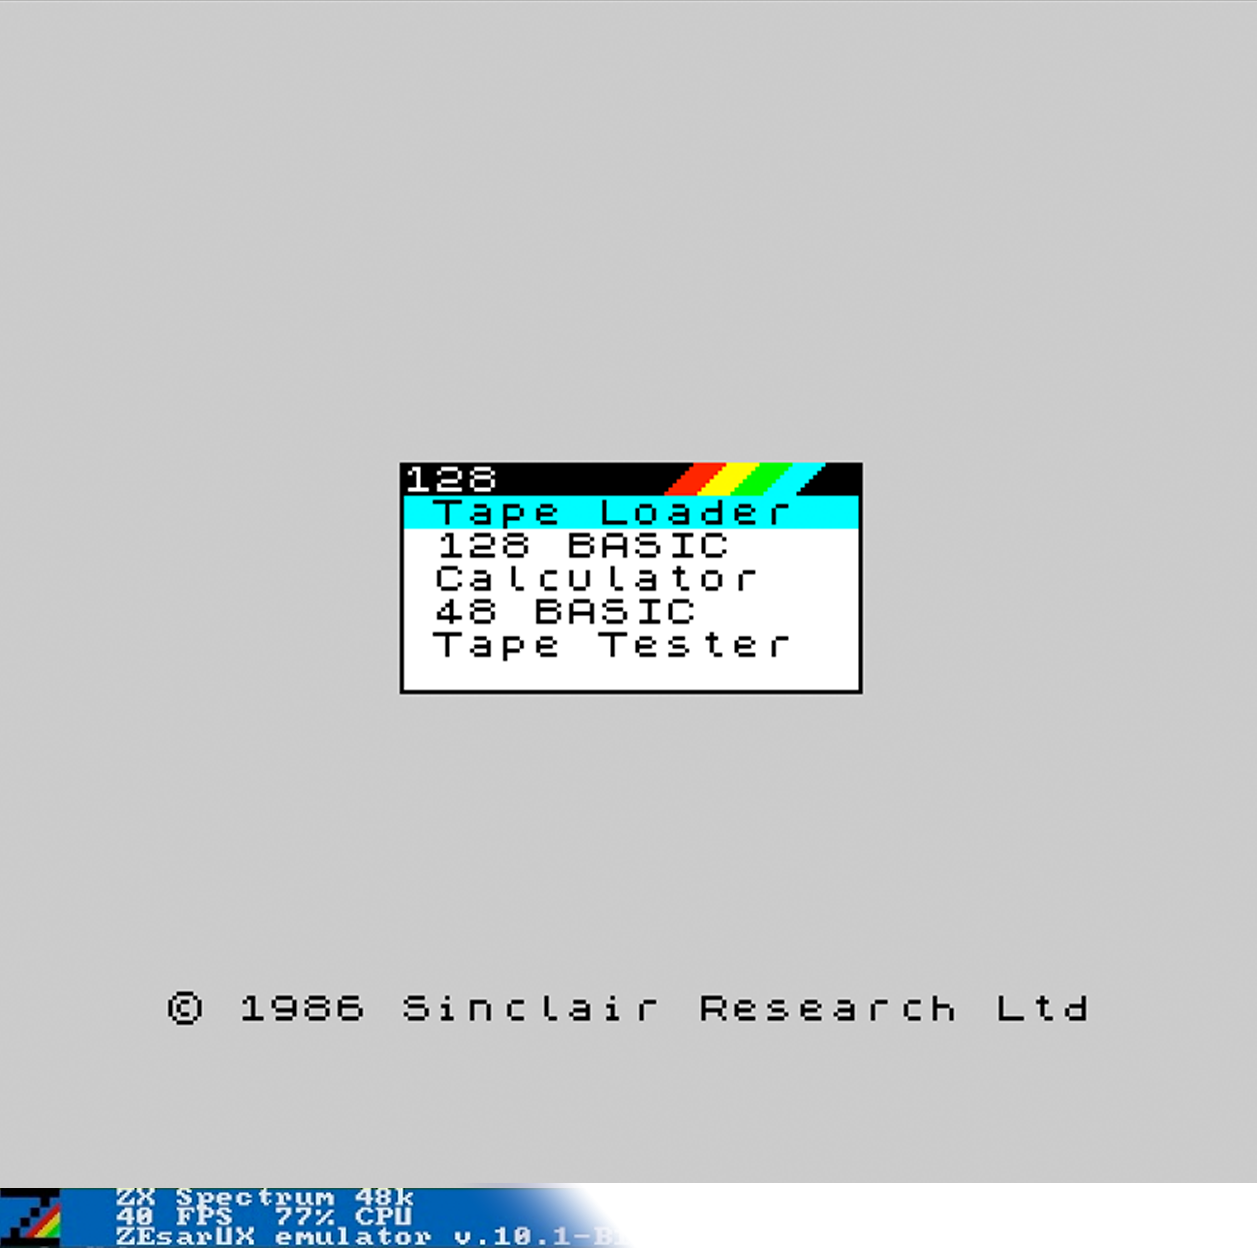 128
Tape Loader
128 BASIC
Calculator
48 BASIC
Tape Tester
© 1986 Sinclair Research Ltd
ZX Spectrum 48k
40 FPS 77% CPU
ZEsarUX emulator v.10.1-B